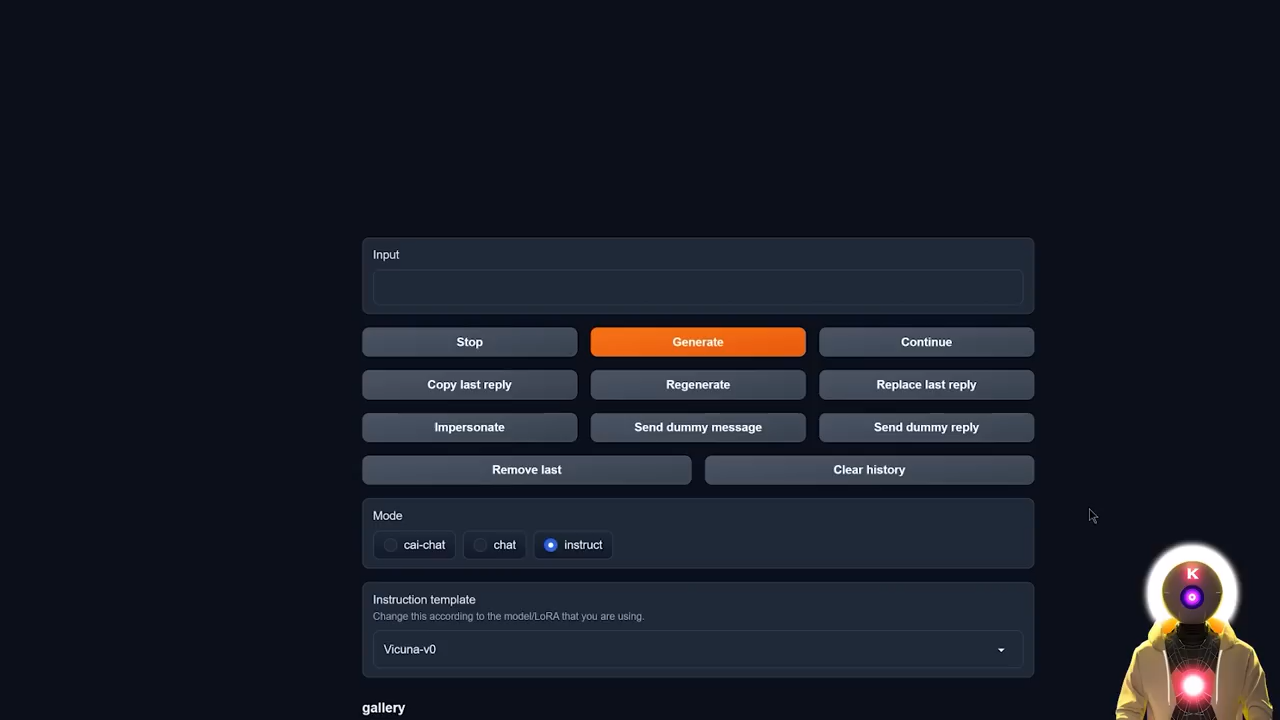 Input
Stop Generate Continue
Copy last reply Regenerate Replace last reply
Impersonate Send dummy message Send dummy reply
Remove last Clear history
Mode
cai-chat chat instruct
Instruction template
Change this according to the model/LoRA that you are using.
Vicuna-v0
K
gallery